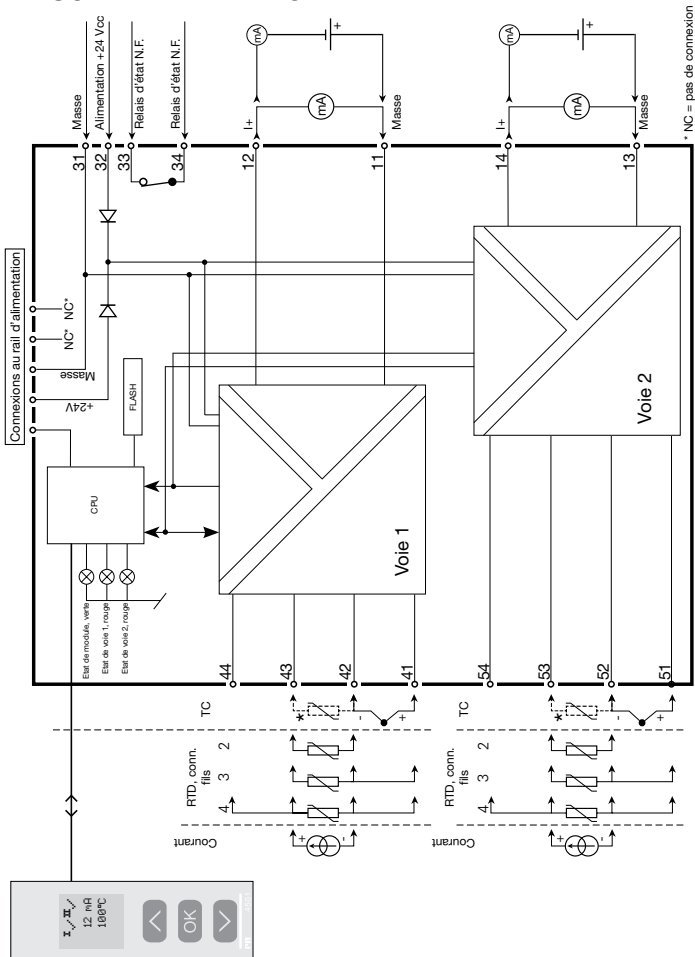 Connexions au rail d'alimentation
NC*
NC*
Masse
+24V
Masse
Alimentation +24 Vcc
Relais d'état N.F.
Relais d'état N.F.
31
32
33
34
12
11
14
13
I+
mA
mA
+
Masse
I+
mA
mA
+
Masse
* NC = pas de connexion
FLASH
CPU
Etat de module, verte
Etat de voie 1, rouge
Etat de voie 2, rouge
Voie 1
Voie 2
44
43
42
41
54
53
52
51
TC
*
-
+
RTD, conn.
fils
2
3
4
Courant
+
-
TC
*
-
+
RTD, conn.
fils
2
3
4
Courant
+
-
I II
12 mA
100°C
OK